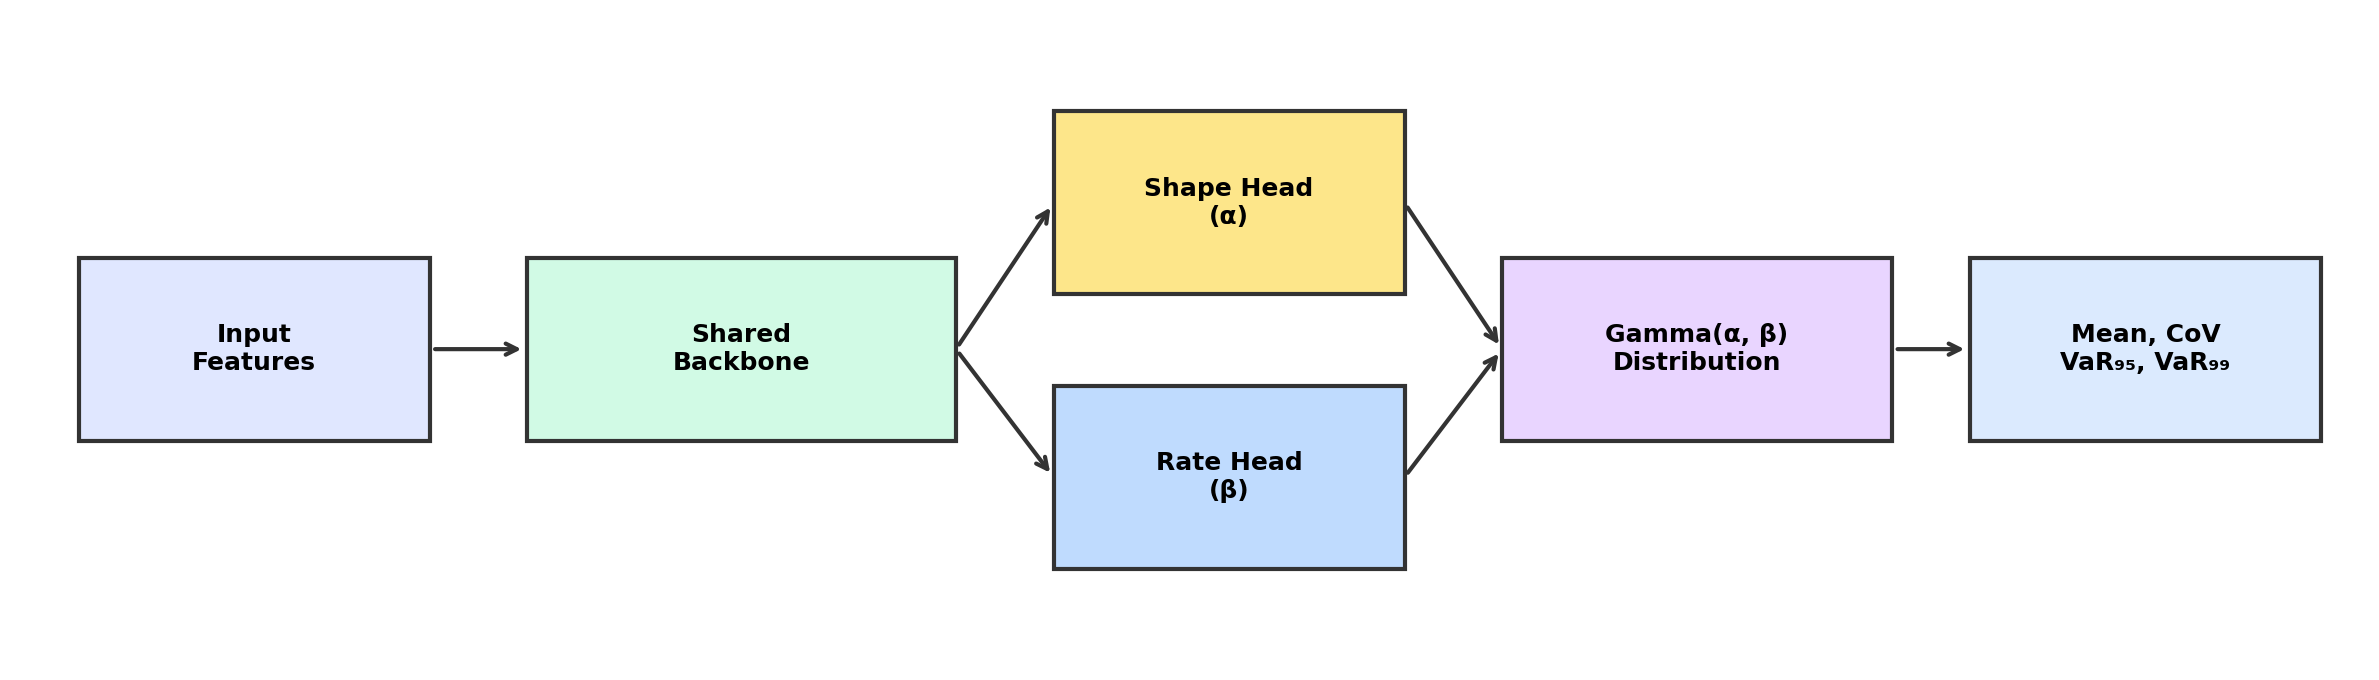 Input
Features
Shared
Backbone
Shape Head
(α)
Rate Head
(β)
Gamma(α, β)
Distribution
Mean, CoV
VaR₉₅, VaR₉₉